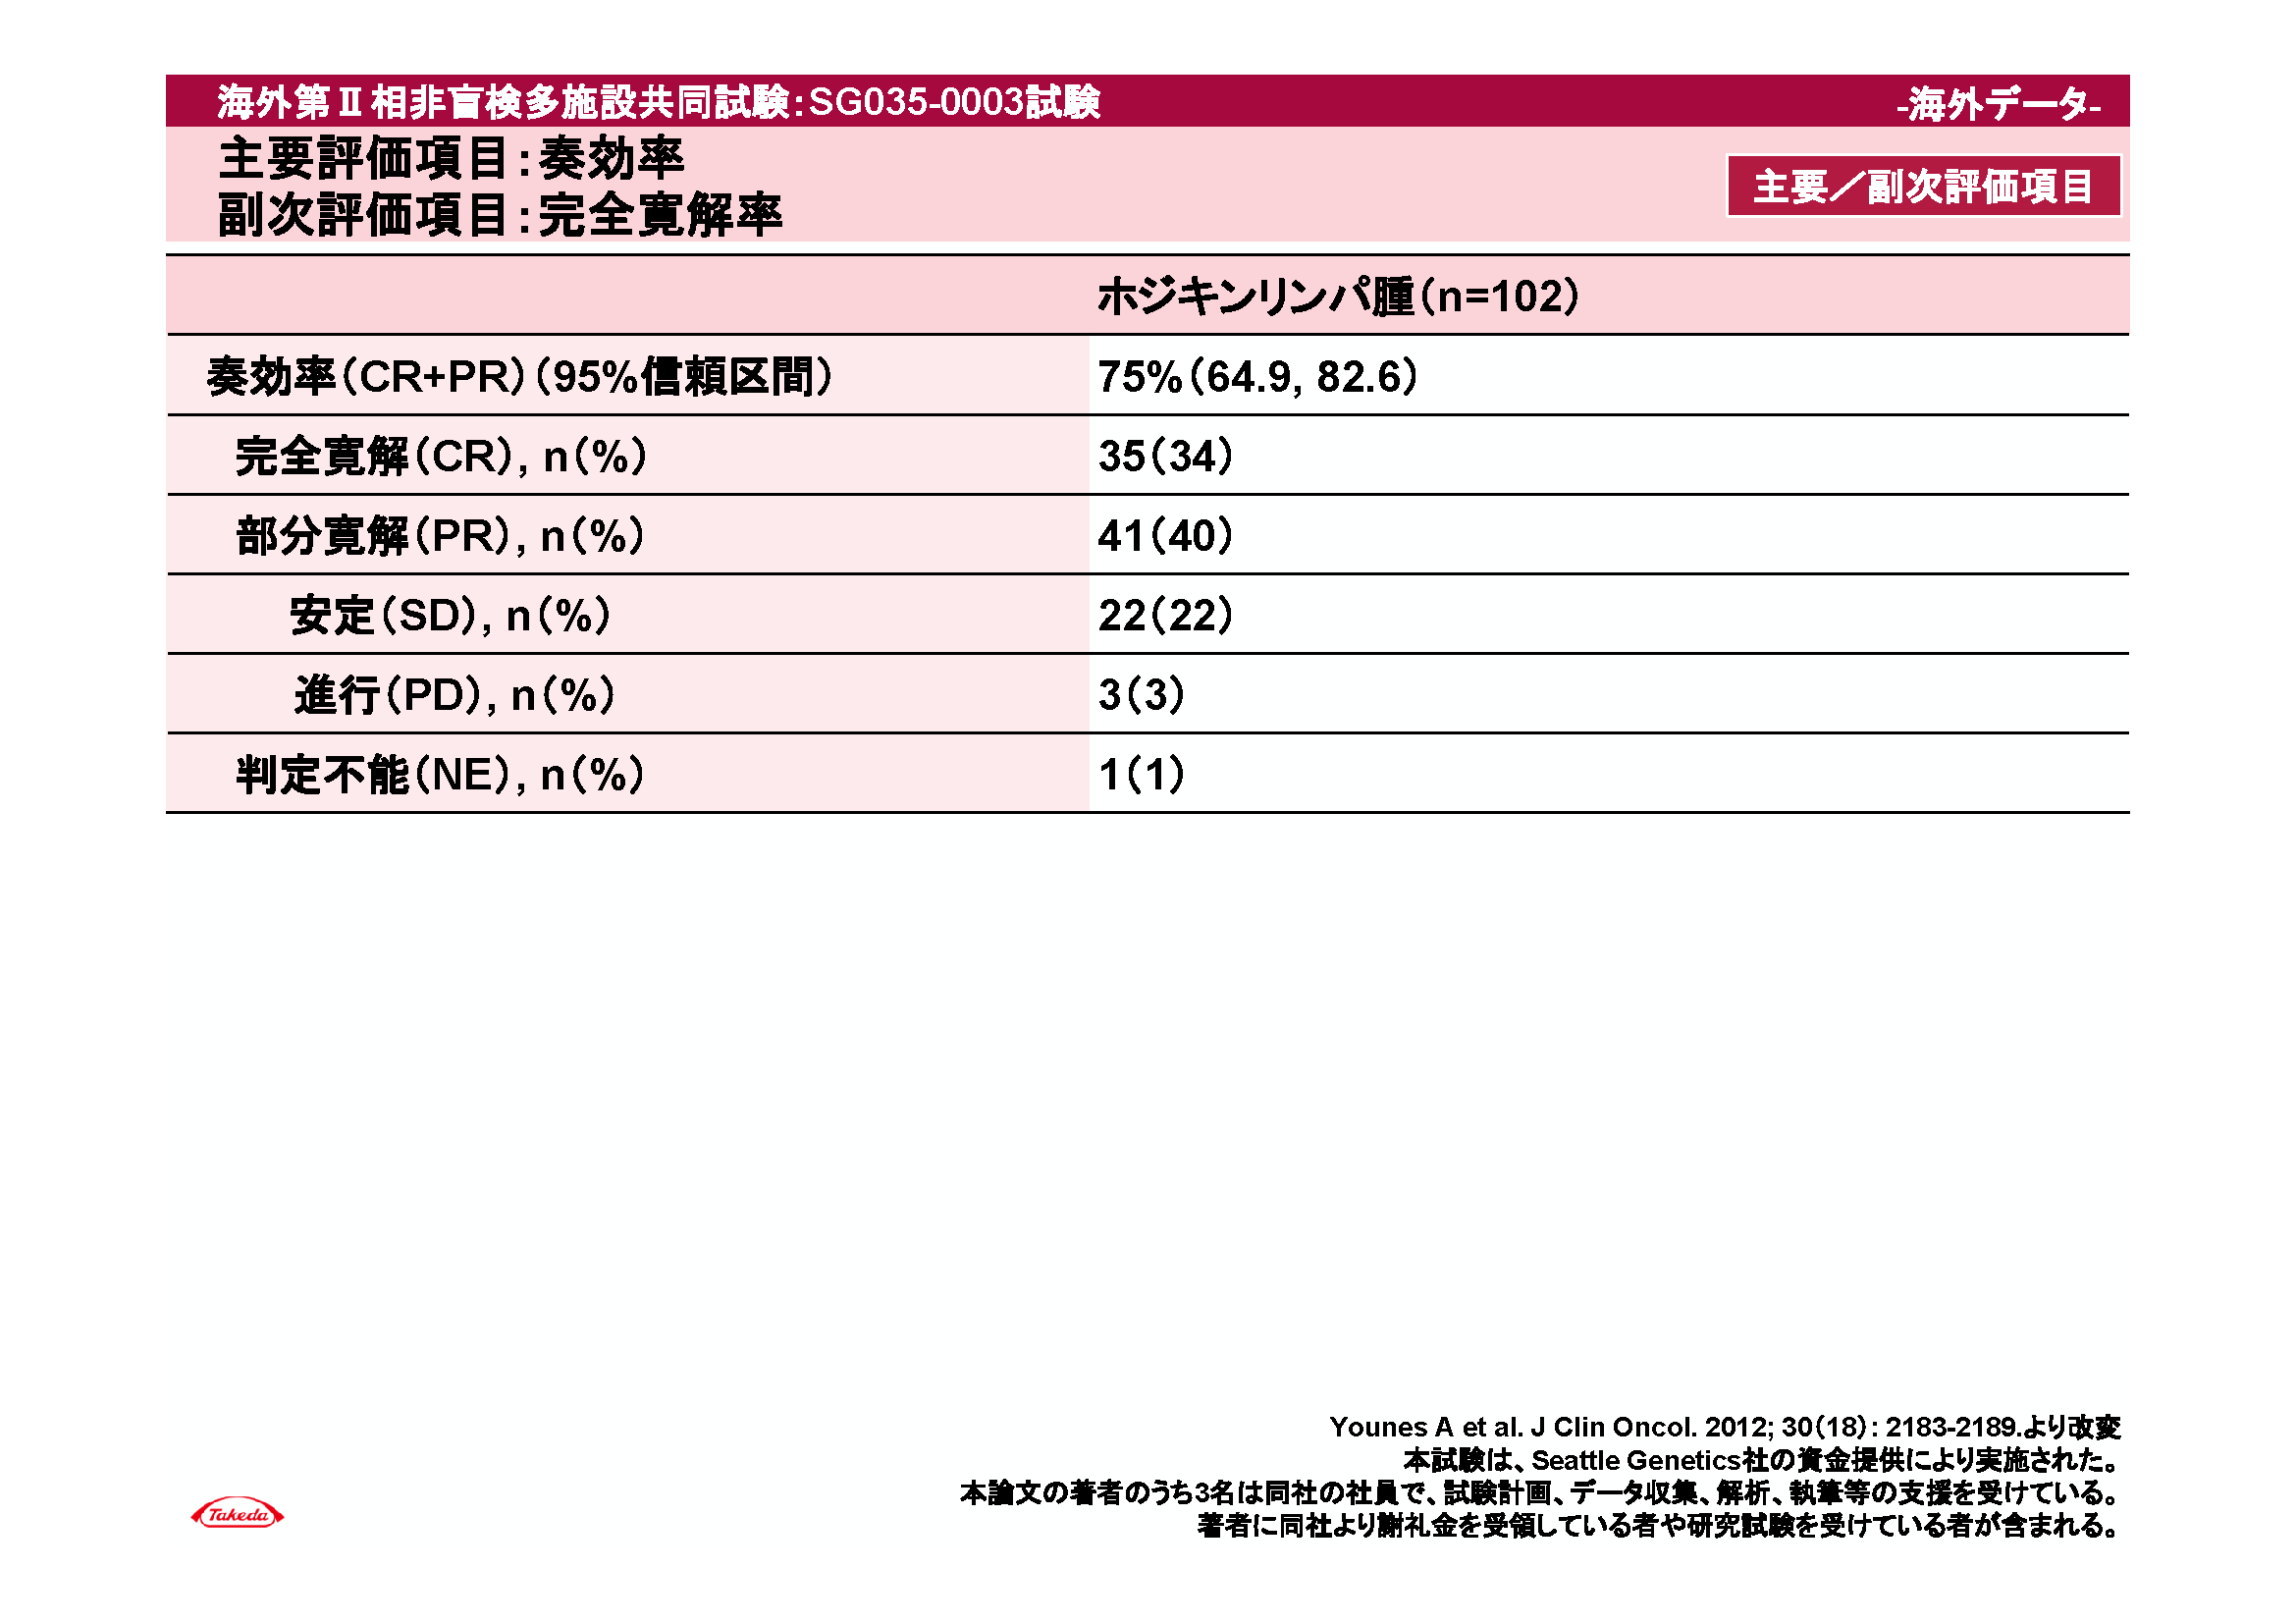 海外第Ⅱ相非盲検多施設共同試験：SG035-0003試験
-海外データ-
主要評価項目：奏効率
副次評価項目：完全寛解率
主要／副次評価項目
ホジキンリンパ腫（n=102）
奏効率（CR+PR）（95%信頼区間） 75%（64.9, 82.6）
完全寛解（CR）, n（%） 35（34）
部分寛解（PR）, n（%） 41（40）
安定（SD）, n（%） 22（22）
進行（PD）, n（%） 3（3）
判定不能（NE）, n（%） 1（1）
Younes A et al. J Clin Oncol. 2012; 30（18）: 2183-2189.より改変
本試験は、Seattle Genetics社の資金提供により実施された。
本論文の著者のうち3名は同社の社員で、試験計画、データ収集、解析、執筆等の支援を受けている。
著者に同社より謝礼金を受領している者や研究試験を受けている者が含まれる。
Takeda